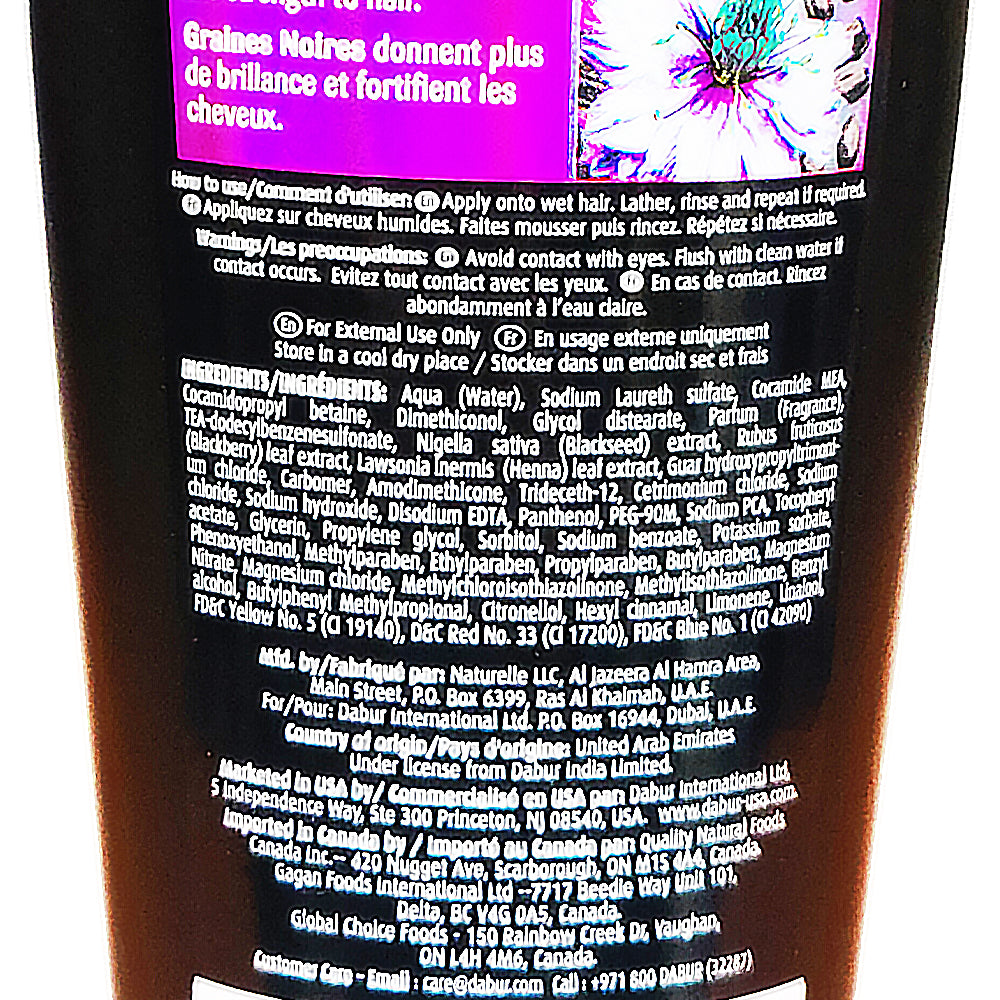 to hair.
Graines Noires donnent plus
de brillance et fortifient les
cheveux.
How to use/Comment d'utiliser: En Apply onto wet hair. Lather, rinse and repeat if required.
Fr Appliquez sur cheveux humides. Faites mousser puis rincez. Répétez si nécessaire.
Warnings/Les preoccupations: En Avoid contact with eyes. Flush with clean water if
contact occurs. Evitez tout contact avec les yeux. Fr En cas de contact. Rincez
abondamment à l'eau claire.
En For External Use Only Fr En usage externe uniquement
Store in a cool dry place / Stocker dans un endroit sec et frais
INGREDIENTS/INGRÉDIENTS: Aqua (Water), Sodium Laureth sulfate, Cocamide MEA,
Cocamidopropyl betaine, Dimethiconol, Glycol distearate, Parfum (Fragrance),
TEA-dodecylbenzenesulfonate, Nigella sativa (Blackseed) extract, Rubus fruticosus
(Blackberry) leaf extract, Lawsonia Inermis (Henna) leaf extract, Guar hydroxypropyltrimoni-
um chloride, Carbomer, Amodimethicone, Trideceth-12, Cetrimonium chloride, Sodium
chloride, Sodium hydroxide, Disodium EDTA, Panthenol, PEG-90M, Sodium PCA, Tocopheryl
acetate, Glycerin, Propylene glycol, Sorbitol, Sodium benzoate, Potassium sorbate,
Phenoxyethanol, Methylparaben, Ethylparaben, Propylparaben, Butylparaben, Magnesium
Nitrate, Magnesium chloride, Methylchloroisothiazolinone, Methylisothiazolinone, Benzyl
alcohol, Butylphenyl Methylpropional, Citronellol, Hexyl cinnamal, Limonene, Linalool,
FD&C Yellow No. 5 (CI 19140), D&C Red No. 33 (CI 17200), FD&C Blue No. 1 (CI 42090)
Mfd. by/Fabriqué par: Naturelle LLC, Al Jazeera Al Hamra Area,
Main Street, P.O. Box 6399, Ras Al Khaimah, U.A.E.
For/Pour: Dabur International Ltd. P.O. Box 16944, Dubai, U.A.E.
Country of origin/Pays d'origine: United Arab Emirates
Under license from Dabur India Limited.
Marketed in USA by/ Commercialisé en USA par: Dabur International Ltd.
5 Independence Way, Ste 300 Princeton, NJ 08540, USA. www.dabur-usa.com.
Imported in Canada by / Importé au Canada par: Quality Natural Foods
Canada Inc.- 420 Nugget Ave, Scarborough, ON M1S 4A4, Canada.
Gagan Foods International Ltd -7717 Beedie Way Unit 101,
Delta, BC V4G 0A5, Canada.
Global Choice Foods - 150 Rainbow Creek Dr, Vaughan,
ON L4H 4M6, Canada.
Customer Care - Email : care@dabur.com Call : +971 800 DABUR (32287)